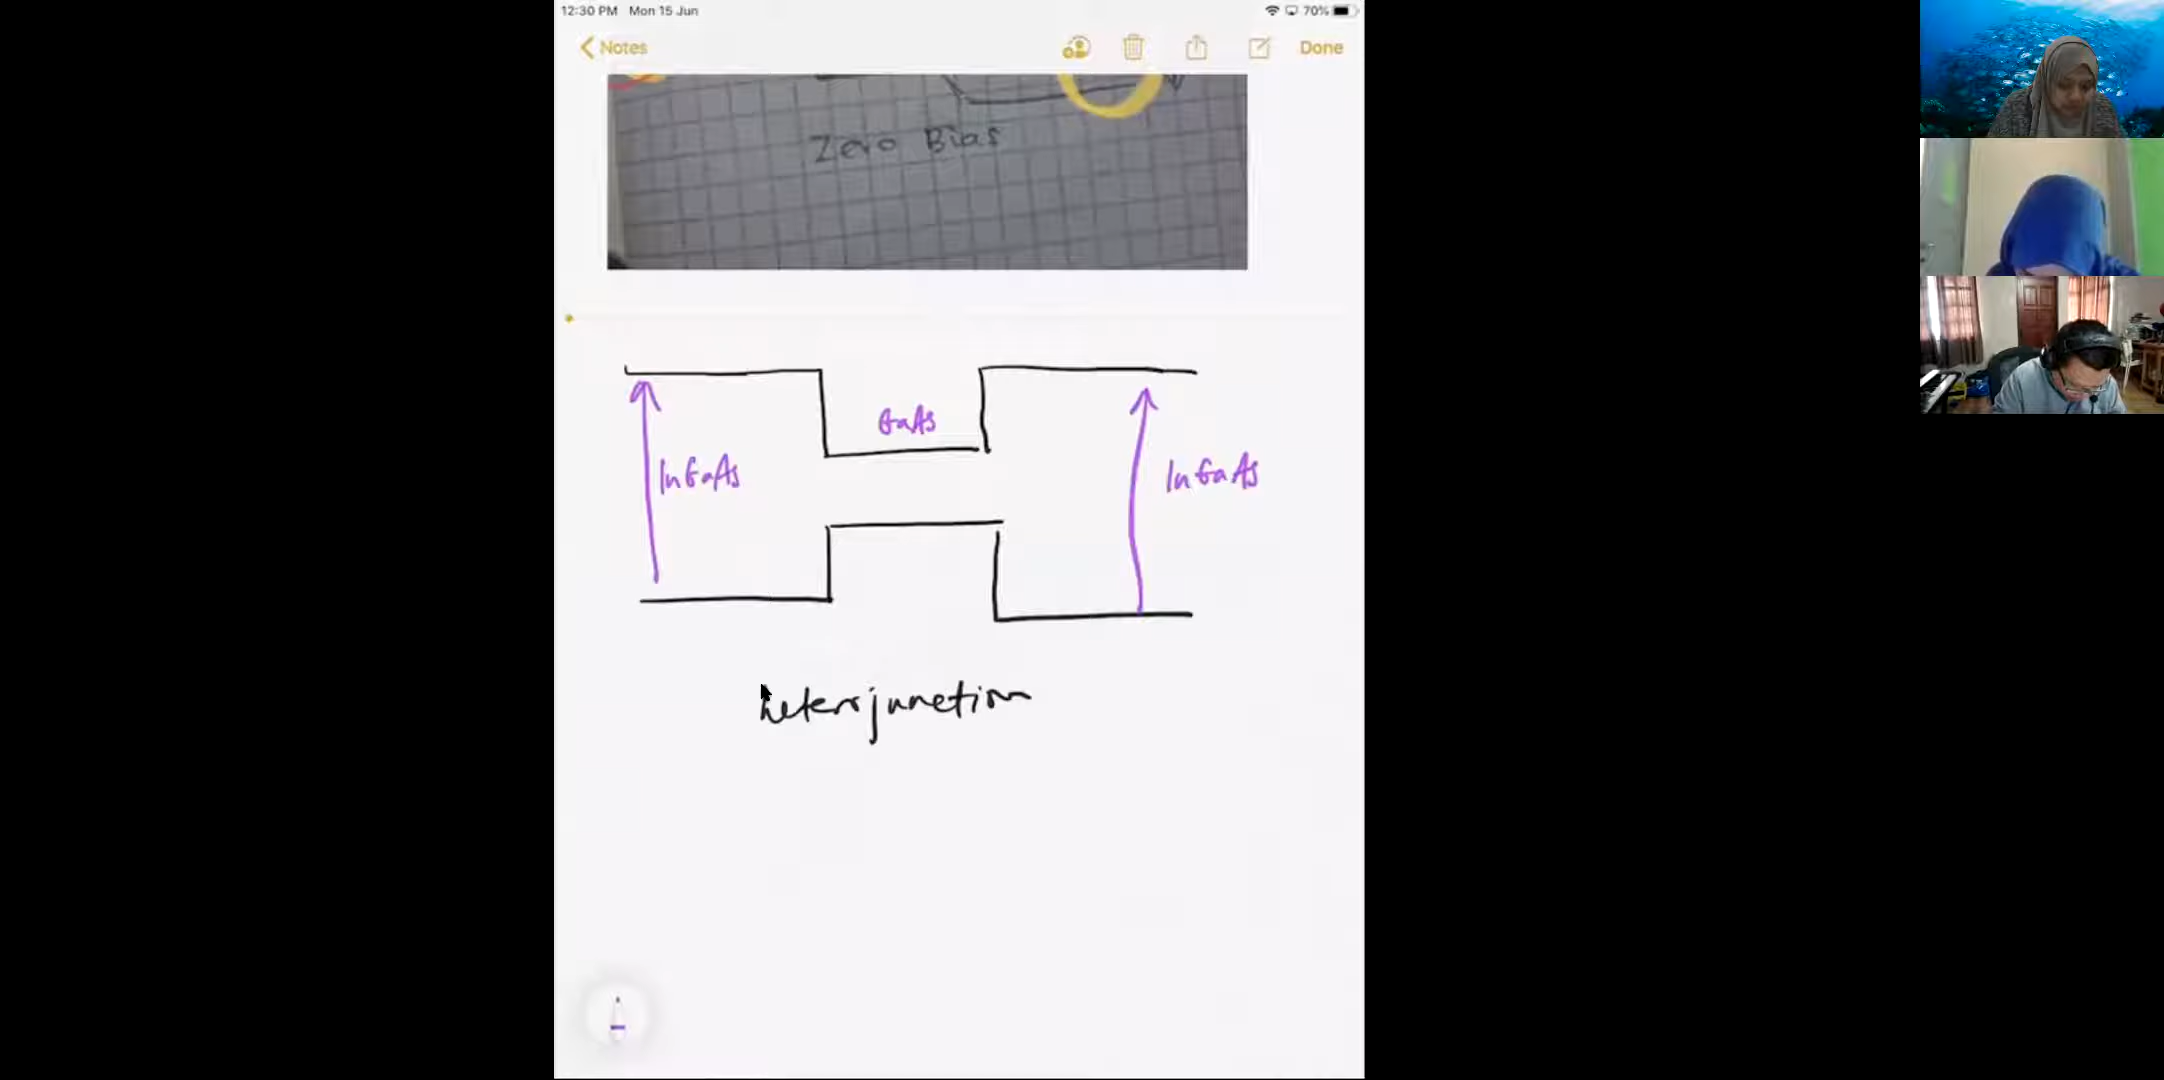 12:30 PM Mon 15 Jun
70%
Notes
Done
Zero Bias
GaAs
InGaAs
InGaAs
heterojunction